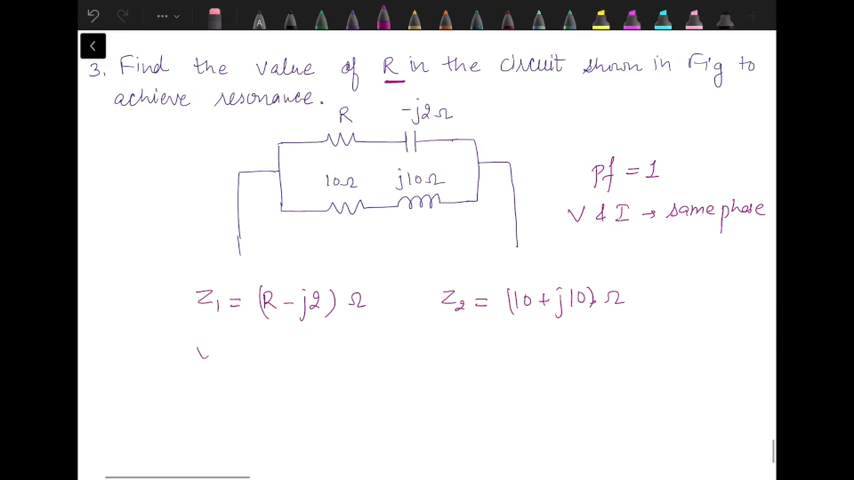 3. Find the value of R in the circuit shown in Fig to
achieve resonance.
R -j2Ω
10Ω j10Ω
pf = 1
V & I → same phase
Z1 = (R - j2) Ω Z2 = (10 + j10) Ω